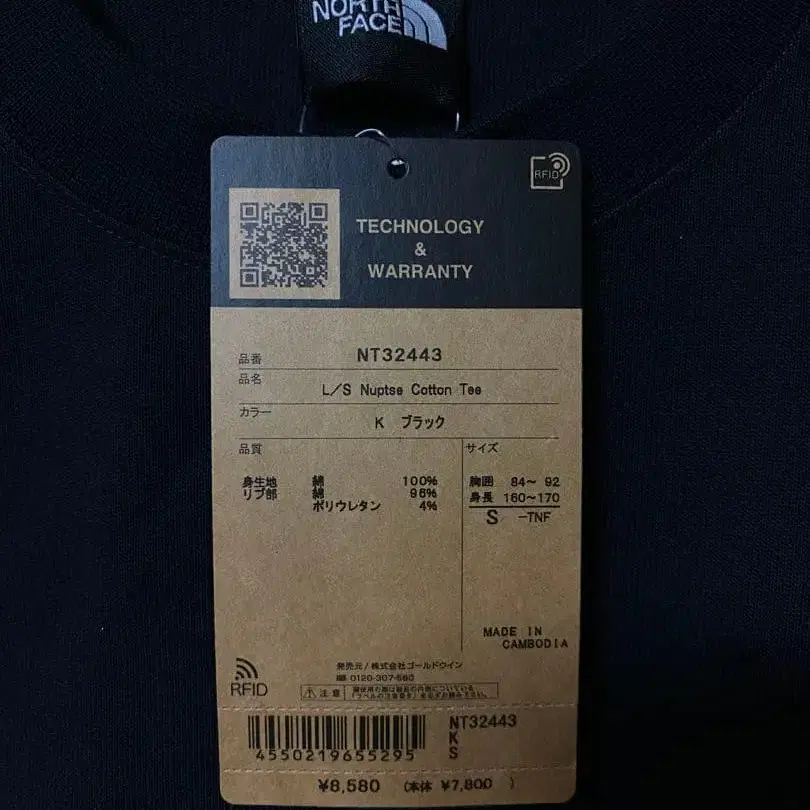 NORTH
FACE
RFID
TECHNOLOGY
&
WARRANTY
品番 NT32443
品名 L/S Nuptse Cotton Tee
カラー K ブラック
品質 サイズ
身生地 綿 100% 胸囲 84〜 92
リブ部 綿 96% 身長 160〜170
ポリウレタン 4% S -TNF
MADE IN
CAMBODIA
RFID
発売元/株式会社ゴールドウイン
0120-307-560
注意
4550219655295
NT32443
K
S
¥8,580 (本体 ¥7,800 )